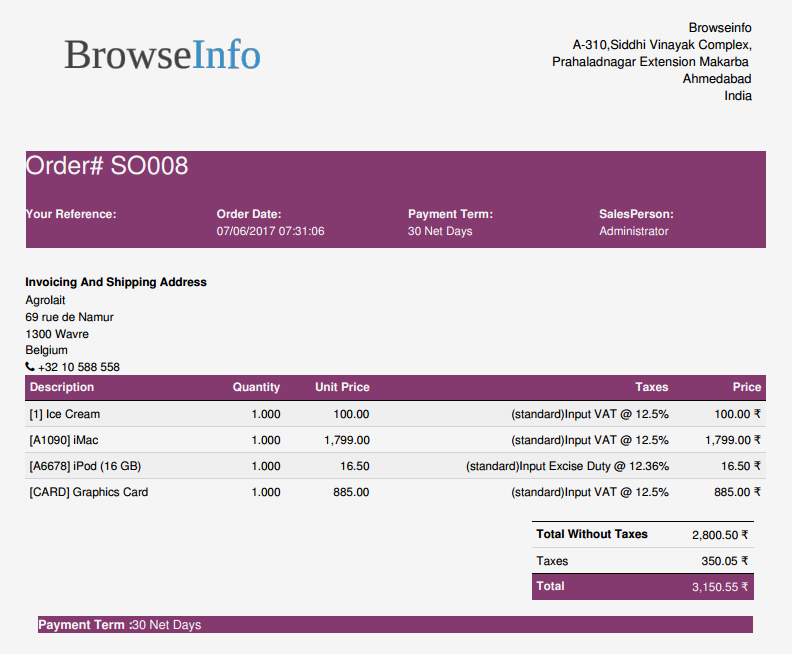 BrowseInfo
Browseinfo
A-310,Siddhi Vinayak Complex,
Prahaladnagar Extension Makarba
Ahmedabad
India
Order# SO008
Your Reference: Order Date: Payment Term: SalesPerson:
07/06/2017 07:31:06 30 Net Days Administrator
Invoicing And Shipping Address
Agrolait
69 rue de Namur
1300 Wavre
Belgium
+32 10 588 558
Description Quantity Unit Price Taxes Price
[1] Ice Cream 1.000 100.00 (standard)Input VAT @ 12.5% 100.00 ₹
[A1090] iMac 1.000 1,799.00 (standard)Input VAT @ 12.5% 1,799.00 ₹
[A6678] iPod (16 GB) 1.000 16.50 (standard)Input Excise Duty @ 12.36% 16.50 ₹
[CARD] Graphics Card 1.000 885.00 (standard)Input VAT @ 12.5% 885.00 ₹
Total Without Taxes 2,800.50 ₹
Taxes 350.05 ₹
Total 3,150.55 ₹
Payment Term :30 Net Days